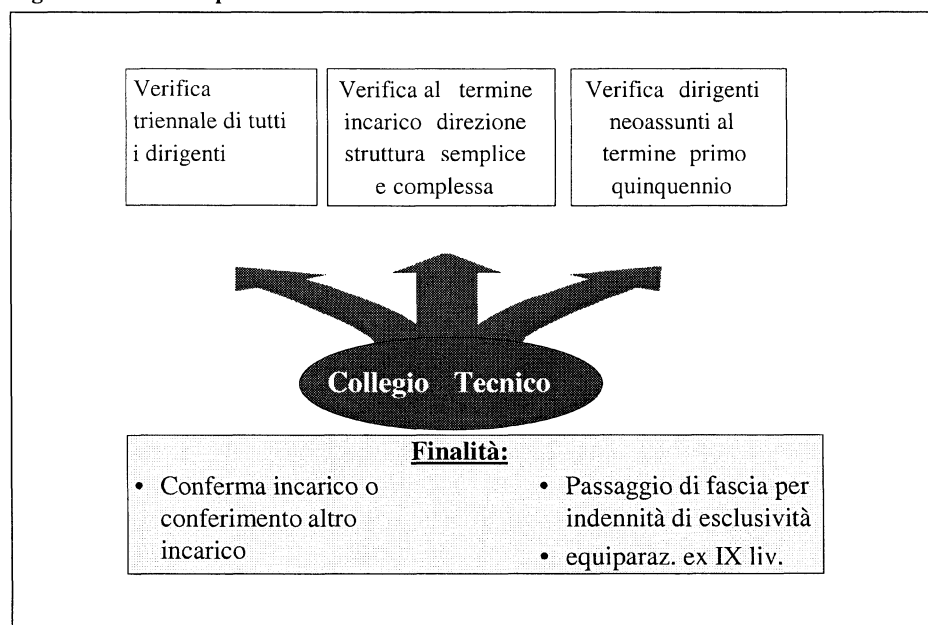 Verifica
triennale di tutti
i dirigenti
Verifica al termine
incarico direzione
struttura semplice
e complessa
Verifica dirigenti
neoassunti al
termine primo
quinquennio
Collegio Tecnico
Finalità:
• Conferma incarico o
conferimento altro
incarico
• Passaggio di fascia per
indennità di esclusività
• equiparaz. ex IX liv.